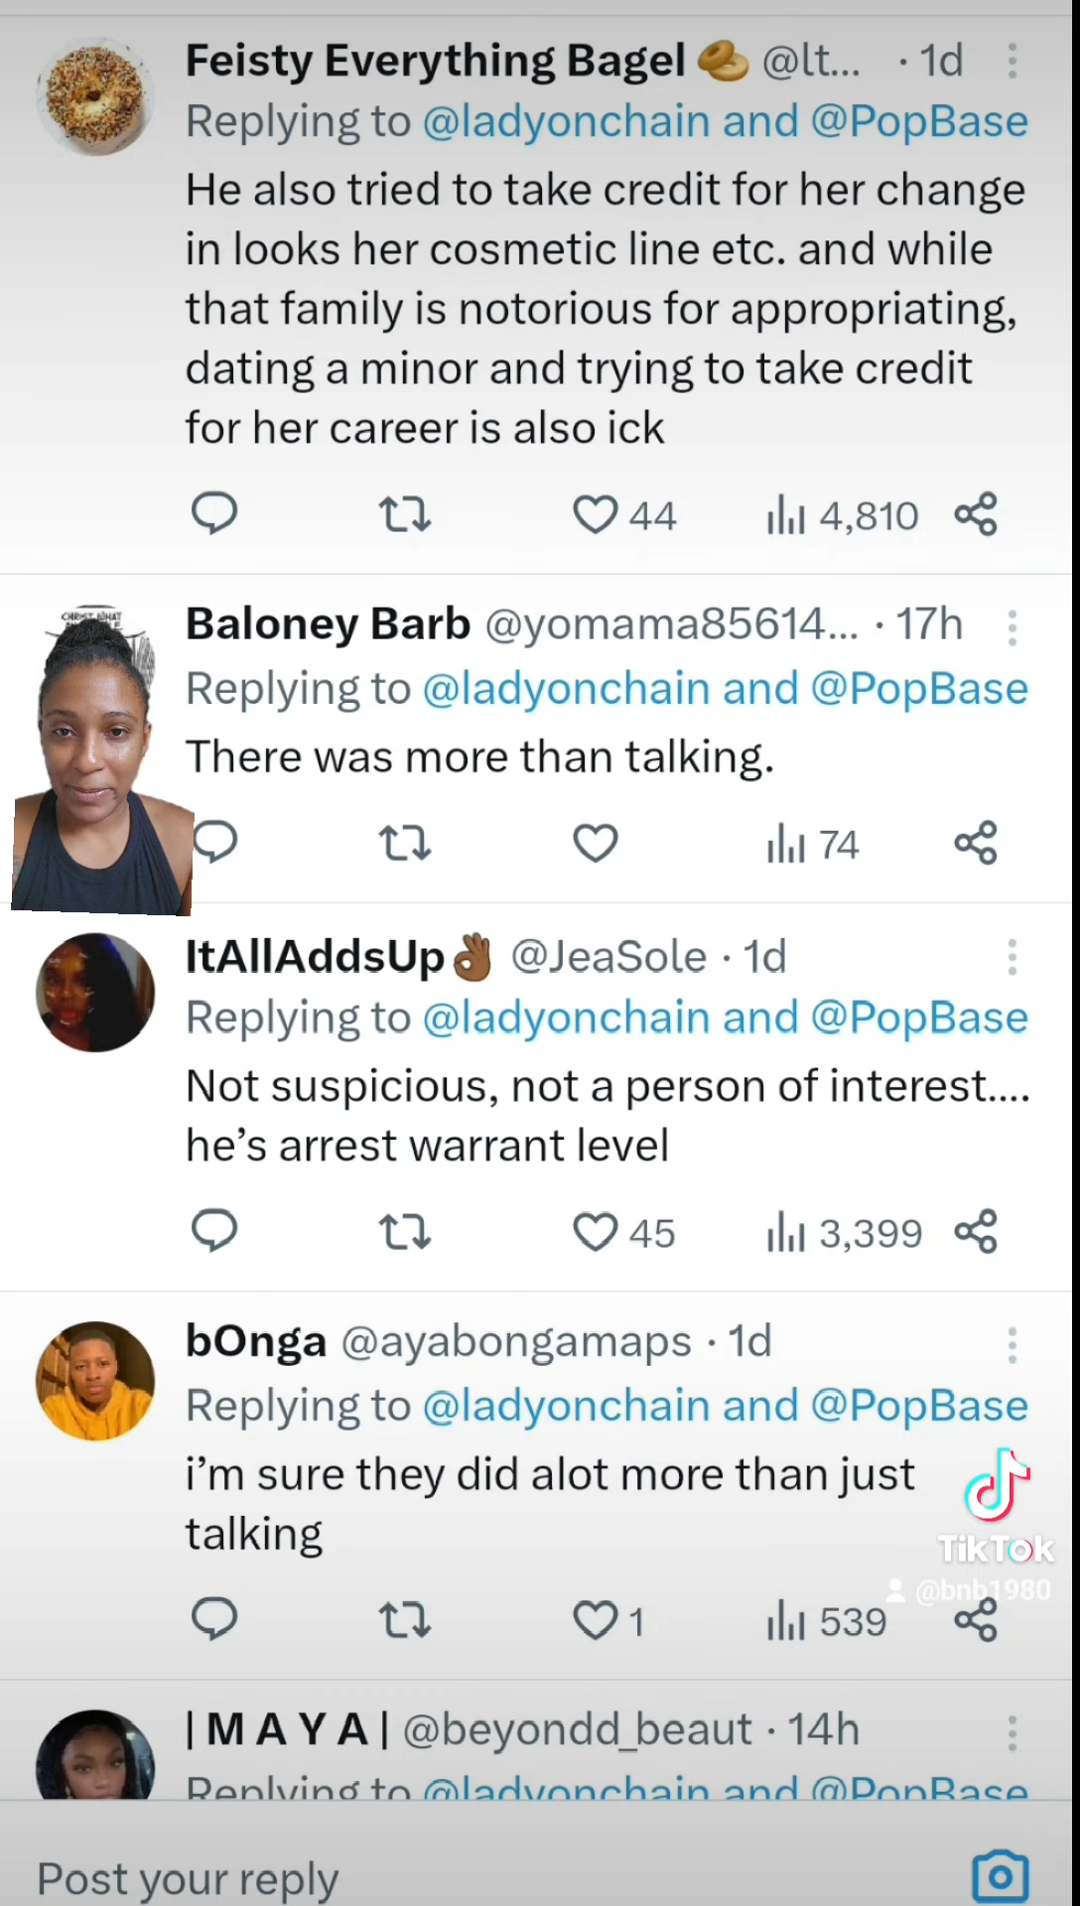 Feisty Everything Bagel 🥯 @lt... · 1d
Replying to @ladyonchain and @PopBase
He also tried to take credit for her change
in looks her cosmetic line etc. and while
that family is notorious for appropriating,
dating a minor and trying to take credit
for her career is also ick
44 4,810
CHRIST WHAT
Baloney Barb @yomama85614... · 17h
Replying to @ladyonchain and @PopBase
There was more than talking.
74
ItAllAddsUp👌🏾 @JeaSole · 1d
Replying to @ladyonchain and @PopBase
Not suspicious, not a person of interest....
he’s arrest warrant level
45 3,399
bOnga @ayabongamaps · 1d
Replying to @ladyonchain and @PopBase
i’m sure they did alot more than just
talking
TikTok
@bnb1980
1 539
| M A Y A | @beyondd_beaut · 14h
Replying to @ladyonchain and @PopBase
Post your reply